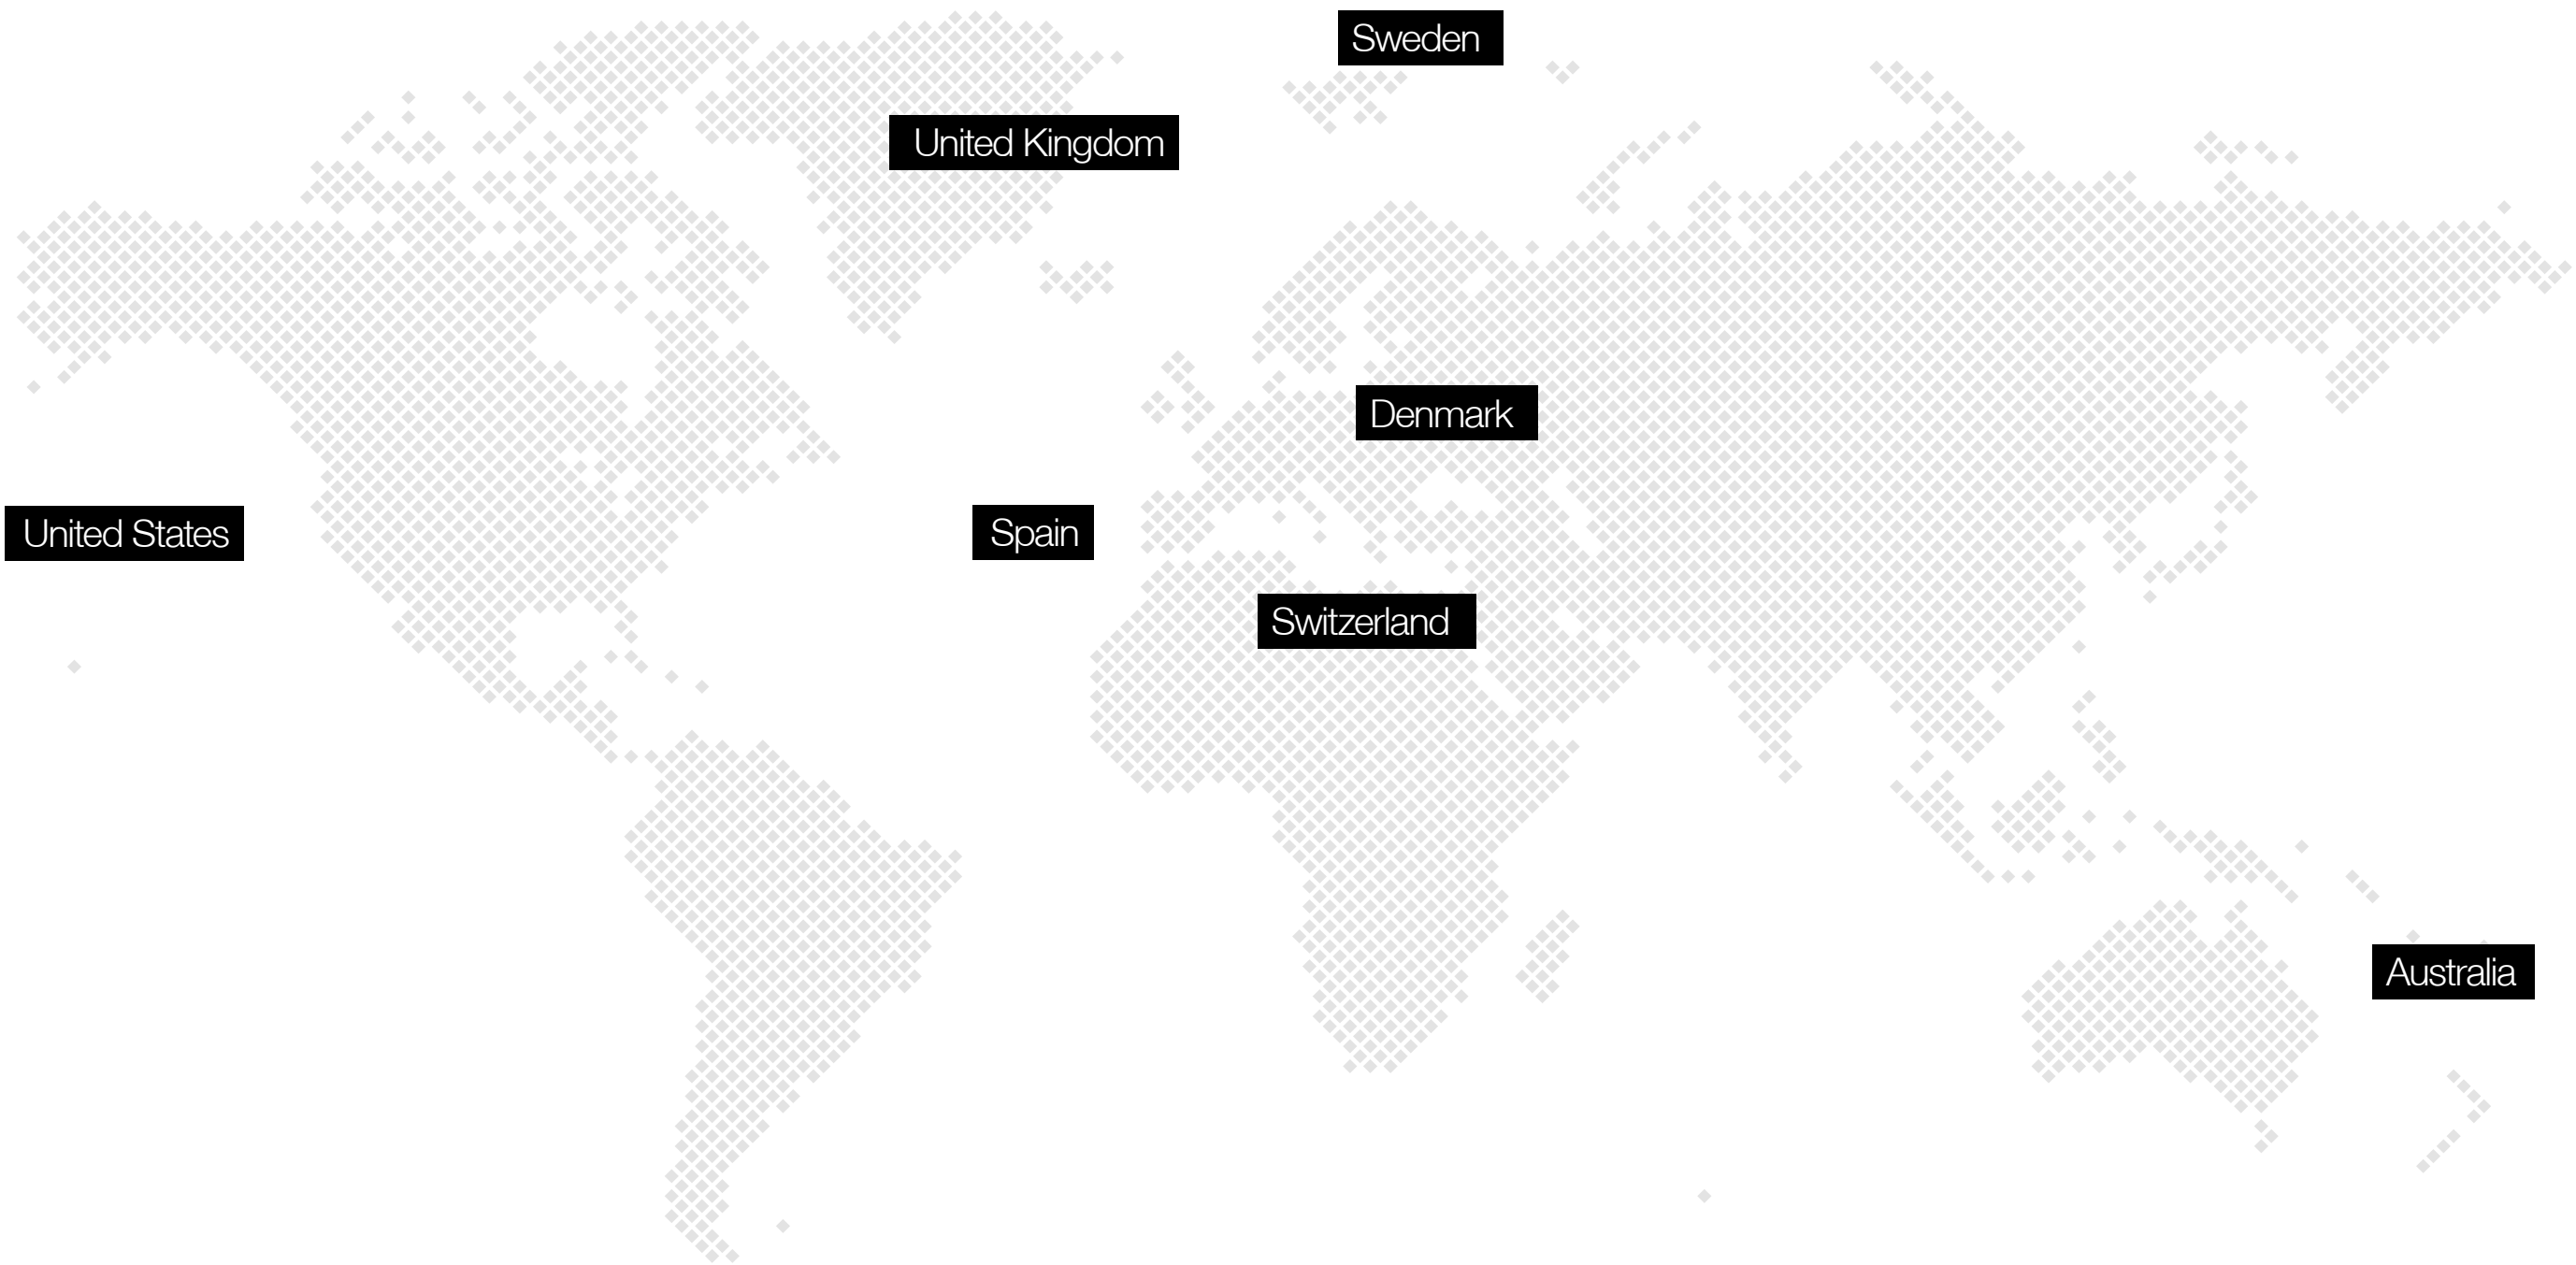 Sweden
United Kingdom
Denmark
United States
Spain
Switzerland
Australia